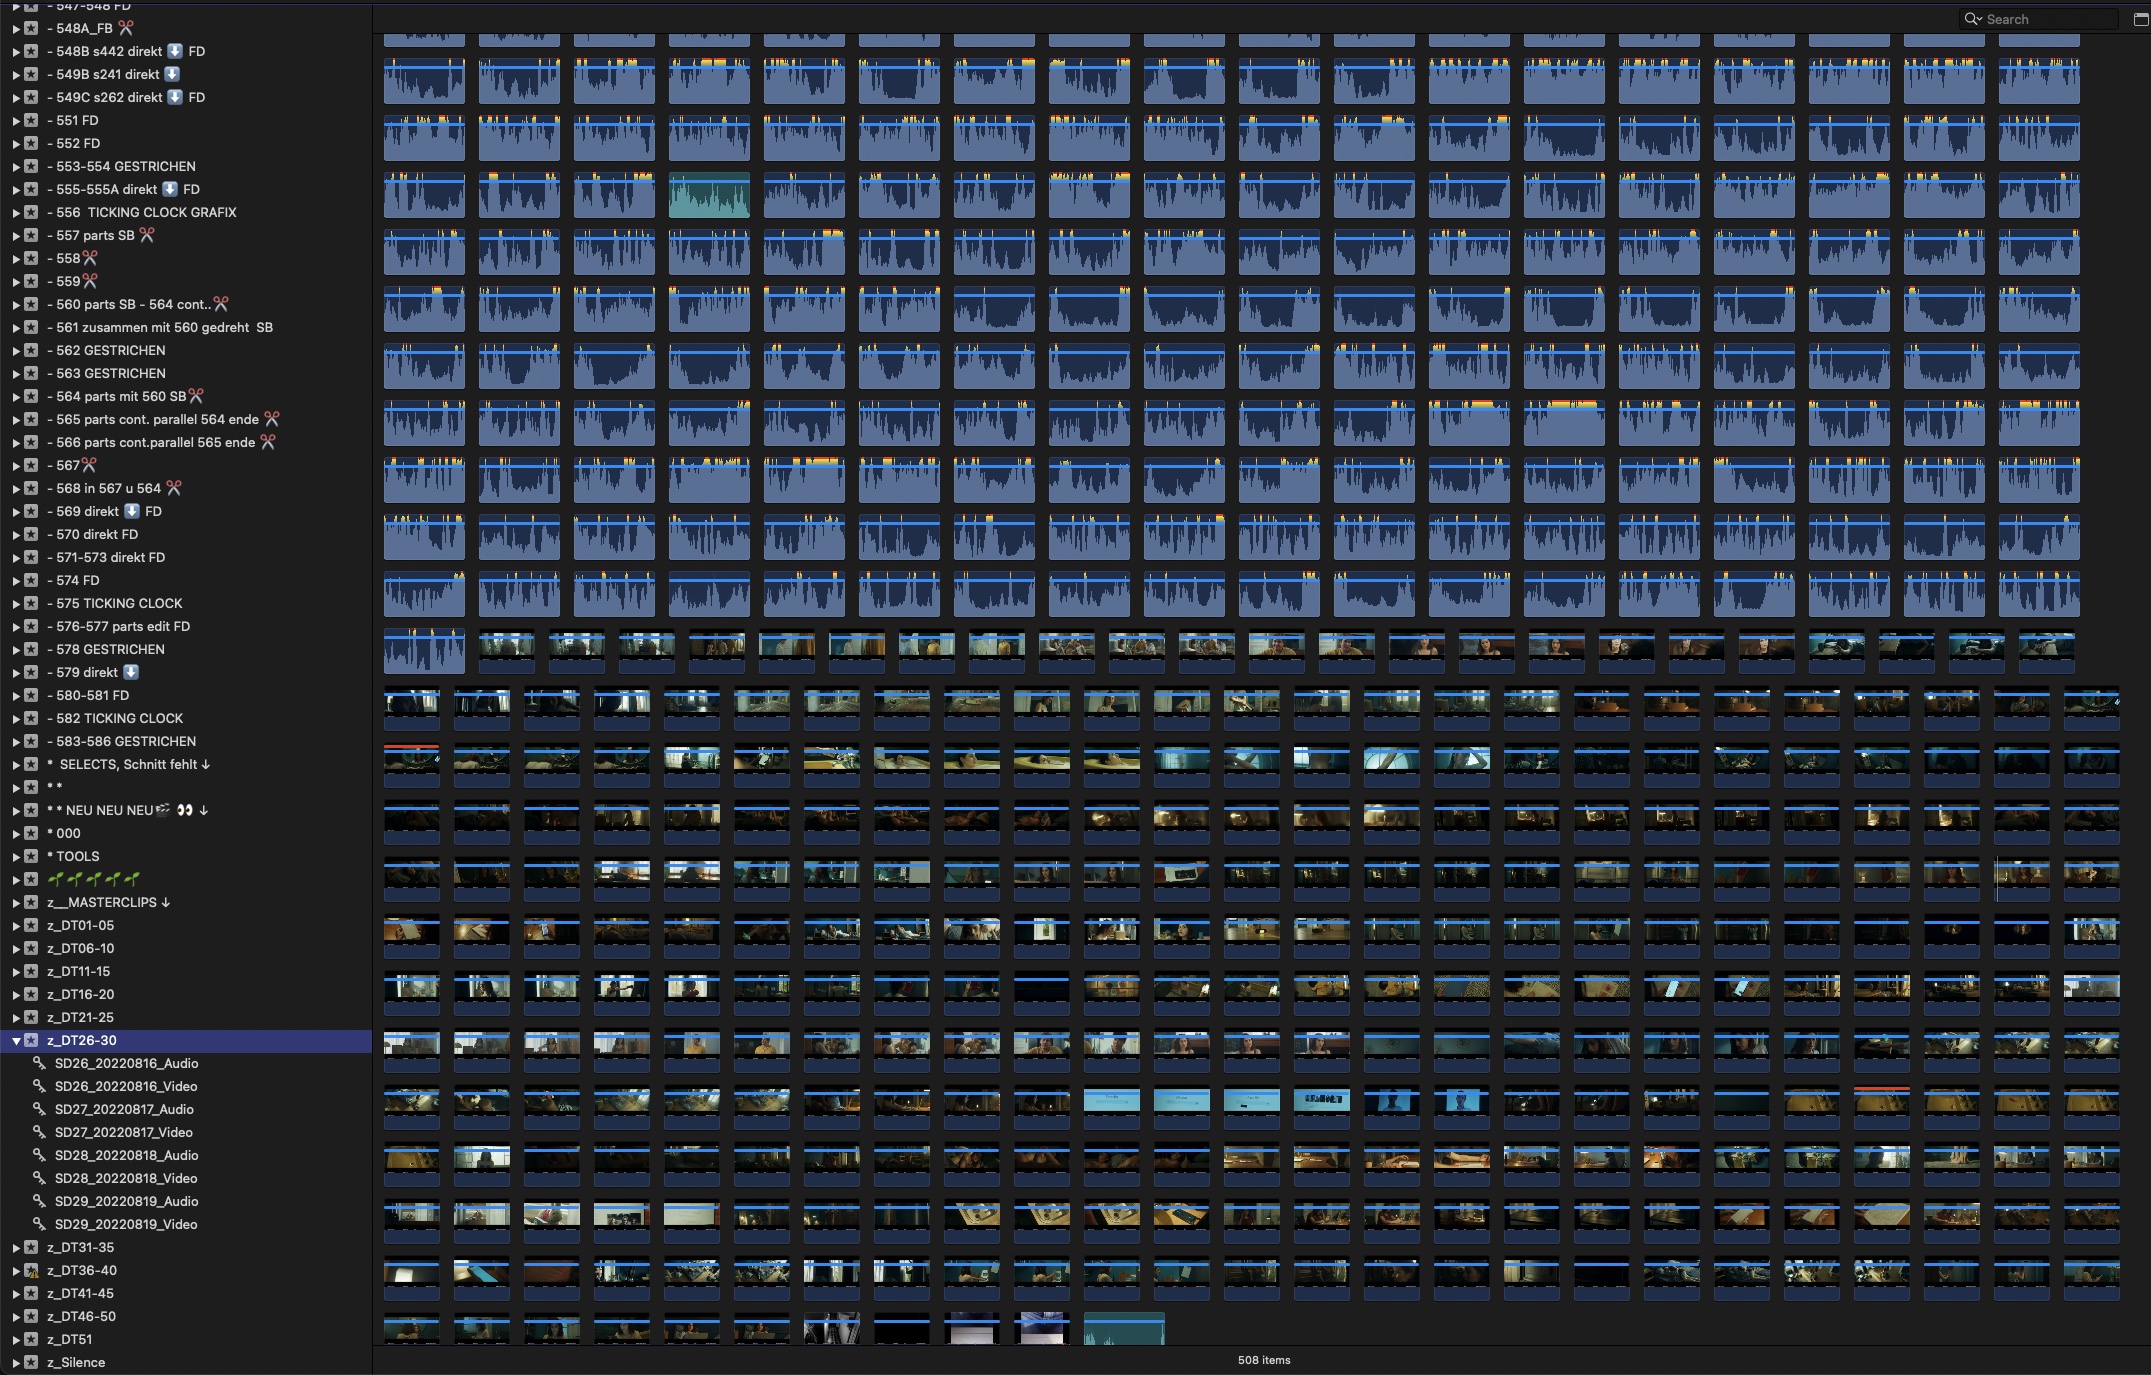 - 547-548 FD
- 548A_FB ✂️
- 548B s442 direkt ⬇️ FD
- 549B s241 direkt ⬇️
- 549C s262 direkt ⬇️ FD
- 551 FD
- 552 FD
- 553-554 GESTRICHEN
- 555-555A direkt ⬇️ FD
- 556  TICKING CLOCK GRAFIX
- 557 parts SB ✂️
- 558✂️
- 559✂️
- 560 parts SB - 564 cont..✂️
- 561 zusammen mit 560 gedreht  SB
- 562 GESTRICHEN
- 563 GESTRICHEN
- 564 parts mit 560 SB✂️
- 565 parts cont. parallel 564 ende ✂️
- 566 parts cont.parallel 565 ende ✂️
- 567✂️
- 568 in 567 u 564 ✂️
- 569 direkt ⬇️ FD
- 570 direkt FD
- 571-573 direkt FD
- 574 FD
- 575 TICKING CLOCK
- 576-577 parts edit FD
- 578 GESTRICHEN
- 579 direkt ⬇️
- 580-581 FD
- 582 TICKING CLOCK
- 583-586 GESTRICHEN
*  SELECTS, Schnitt fehlt ↓
* *
* * NEU NEU NEU🎬 👀 ↓
* 000
* TOOLS
🌱🌱🌱🌱🌱
z__MASTERCLIPS ↓
z_DT01-05
z_DT06-10
z_DT11-15
z_DT16-20
z_DT21-25
z_DT26-30
SD26_20220816_Audio
SD26_20220816_Video
SD27_20220817_Audio
SD27_20220817_Video
SD28_20220818_Audio
SD28_20220818_Video
SD29_20220819_Audio
SD29_20220819_Video
z_DT31-35
z_DT36-40
z_DT41-45
z_DT46-50
z_DT51
z_Silence
Search
508 items